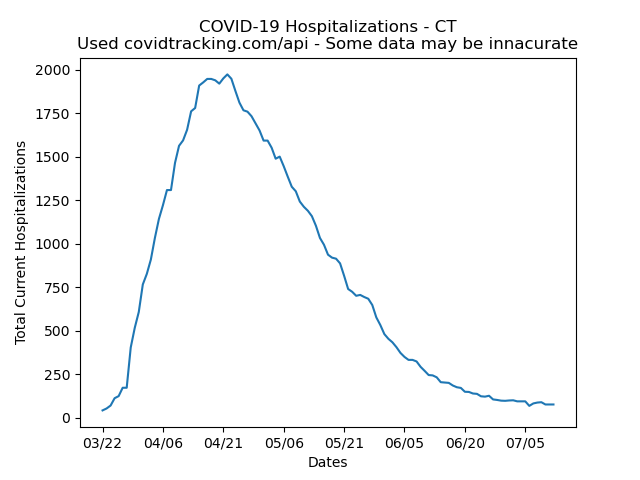 COVID-19 Hospitalizations - CT
Used covidtracking.com/api - Some data may be innacurate
2000
1750
1500
1250
1000
750
500
250
0
Total Current Hospitalizations
03/22 04/06 04/21 05/06 05/21 06/05 06/20 07/05
Dates